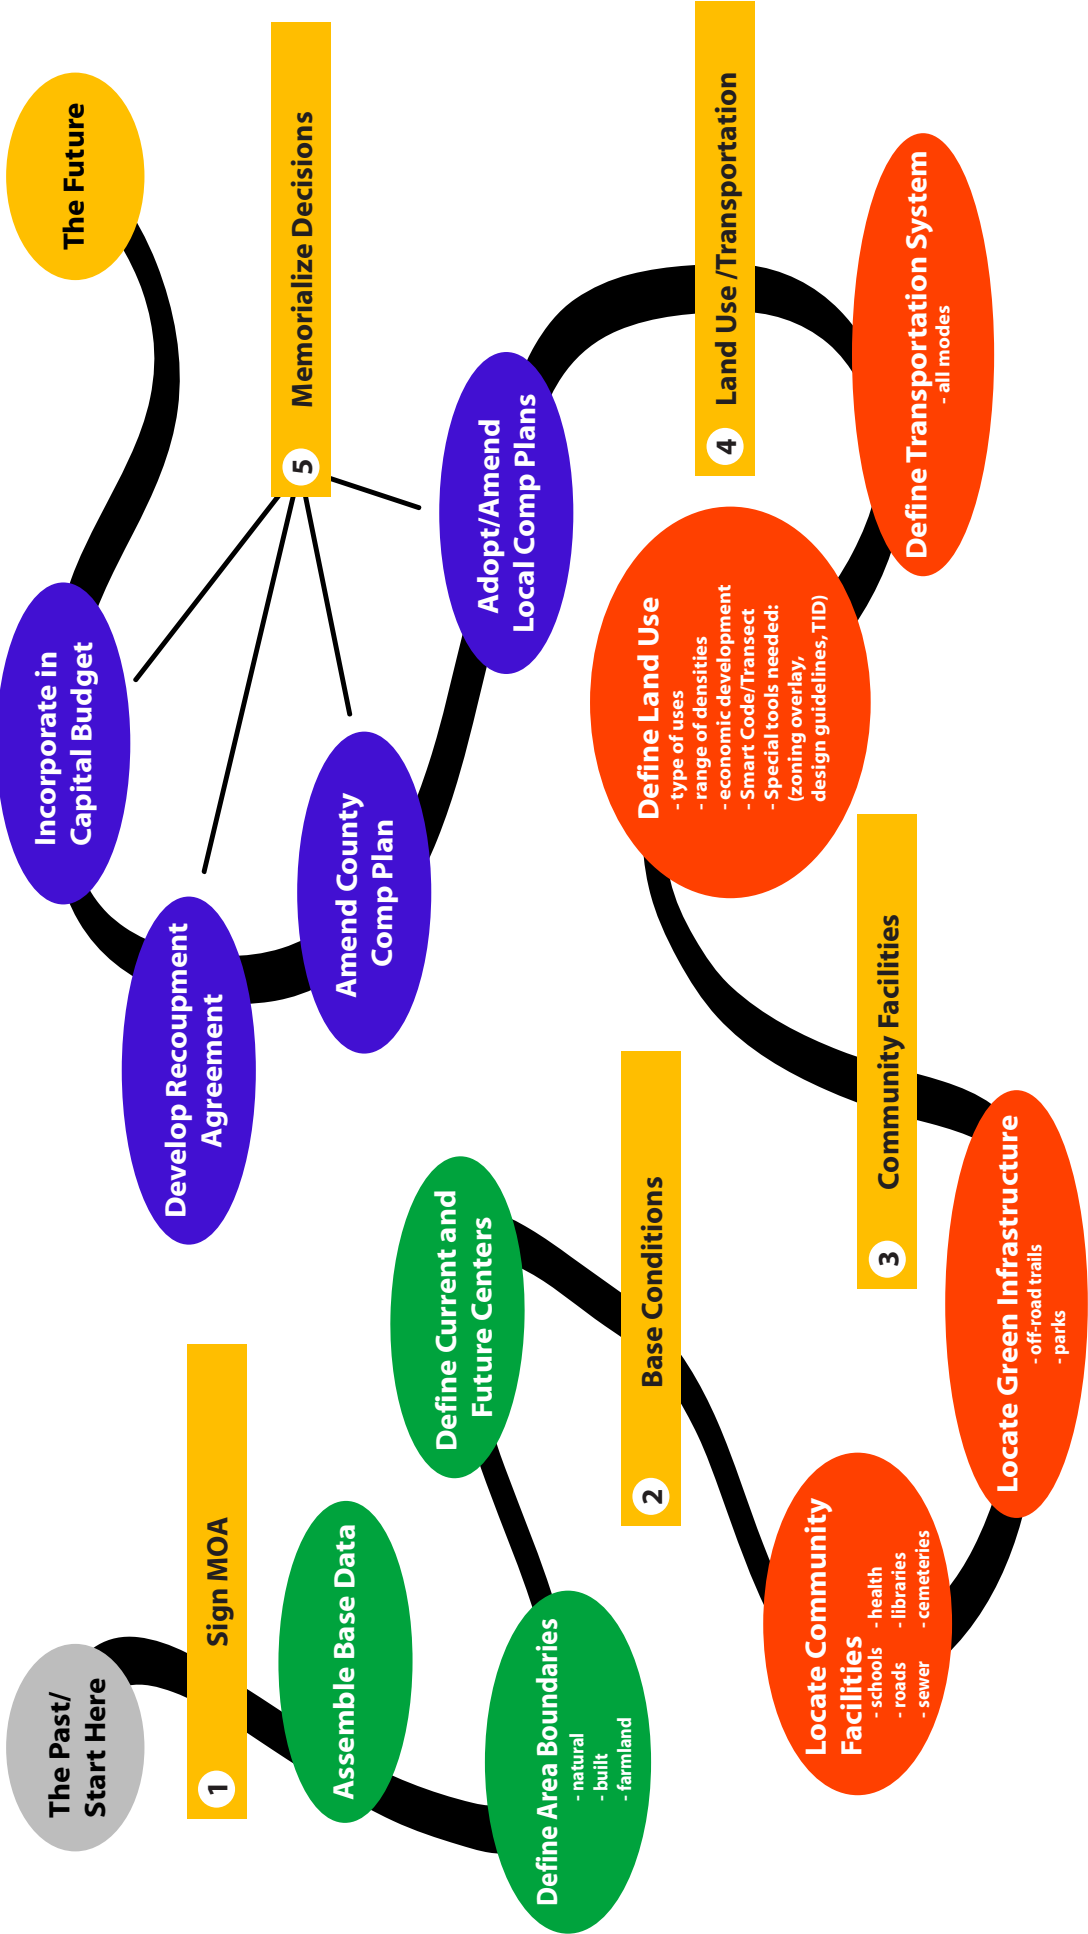 The Past/
Start Here
1 Sign MOA
Assemble Base Data
Define Area Boundaries
- natural
- built
- farmland
Define Current and
Future Centers
2 Base Conditions
Locate Community
Facilities
- schools - health
- roads - libraries
- sewer - cemeteries
Locate Green Infrastructure
- off-road trails
- parks
3 Community Facilities
Define Land Use
- type of uses
- range of densities
- economic development
- Smart Code/Transect
- Special tools needed:
(zoning overlay,
design guidelines, TID)
Define Transportation System
- all modes
4 Land Use /Transportation
Adopt/Amend
Local Comp Plans
Amend County
Comp Plan
Develop Recoupment
Agreement
Incorporate in
Capital Budget
5 Memorialize Decisions
The Future